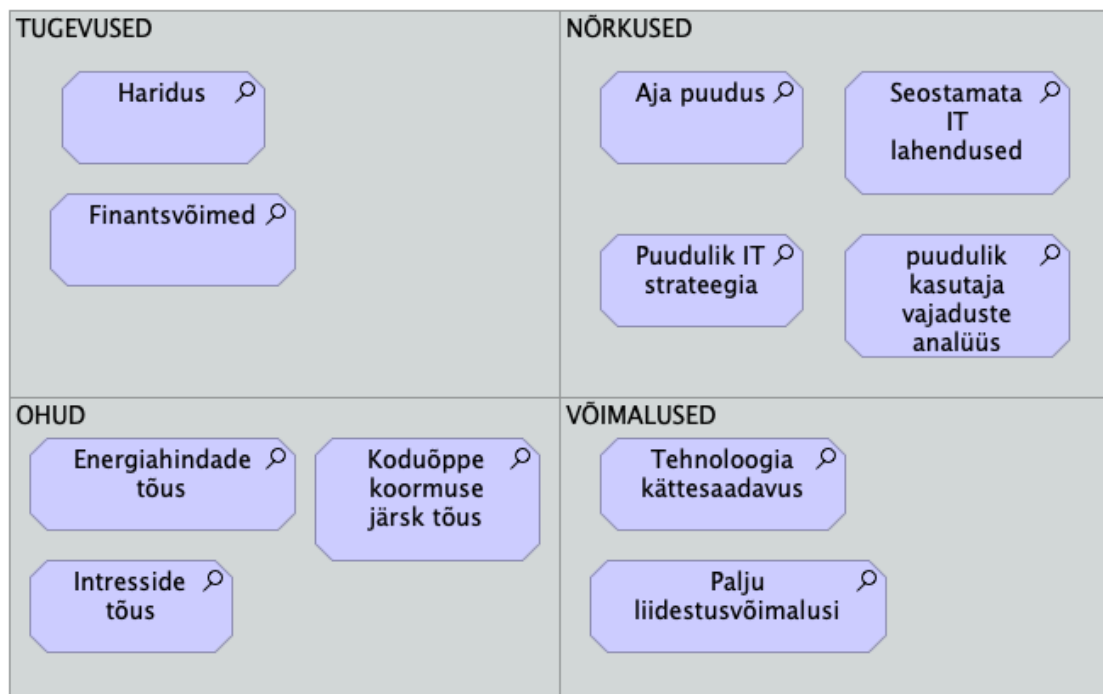 TUGEVUSED
Haridus
Finantsvõimed
NÕRKUSED
Aja puudus
Seostamata
IT
lahendused
Puudulik IT
strateegia
puudulik
kasutaja
vajaduste
analüüs
OHUD
Energiahindade
tõus
Koduõppe
koormuse
järsk tõus
Intresside
tõus
VÕIMALUSED
Tehnoloogia
kättesaadavus
Palju
liidestusvõimalusi